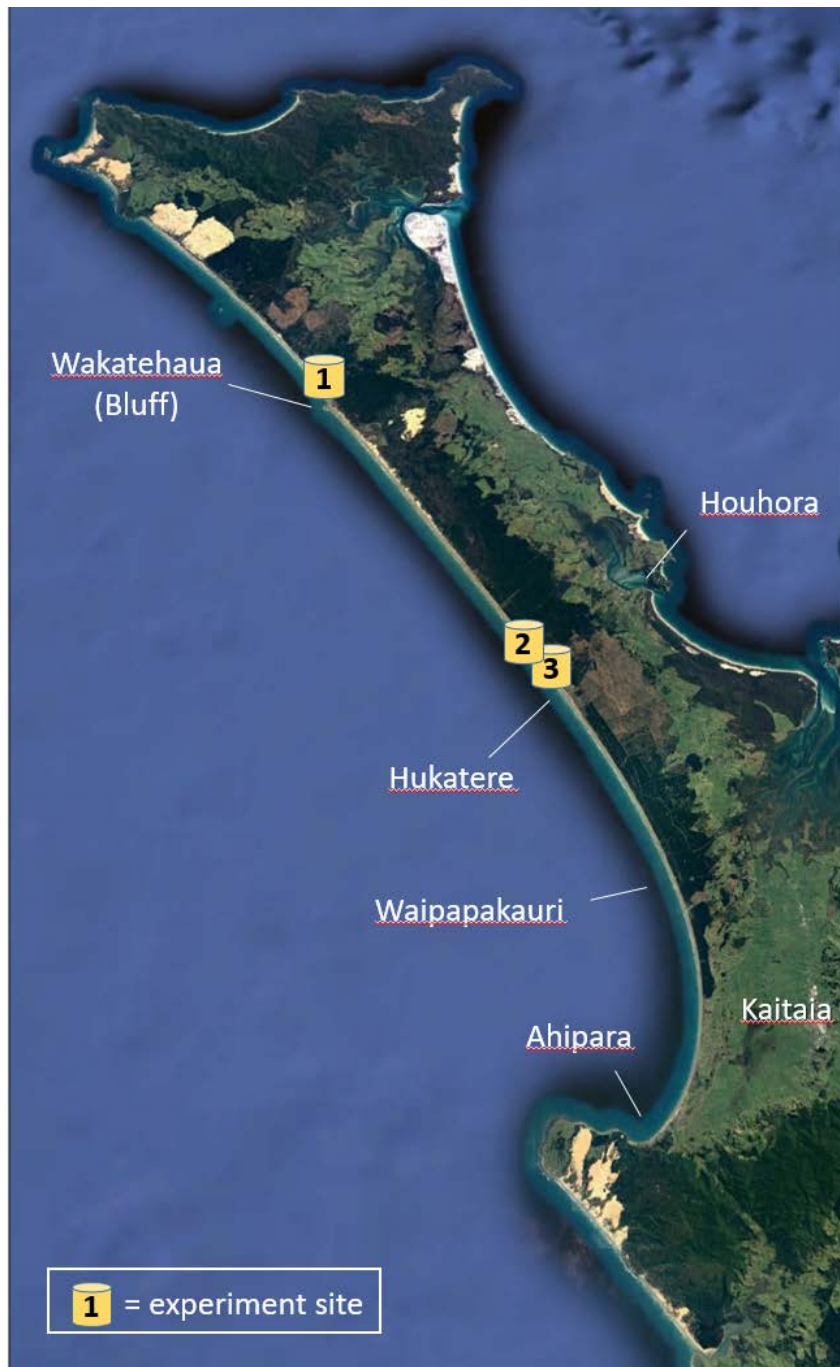 Wakatehaua
(Bluff)
1
Houhora
2
3
Hukatere
Waipapakauri
Kaitaia
Ahipara
1 = experiment site